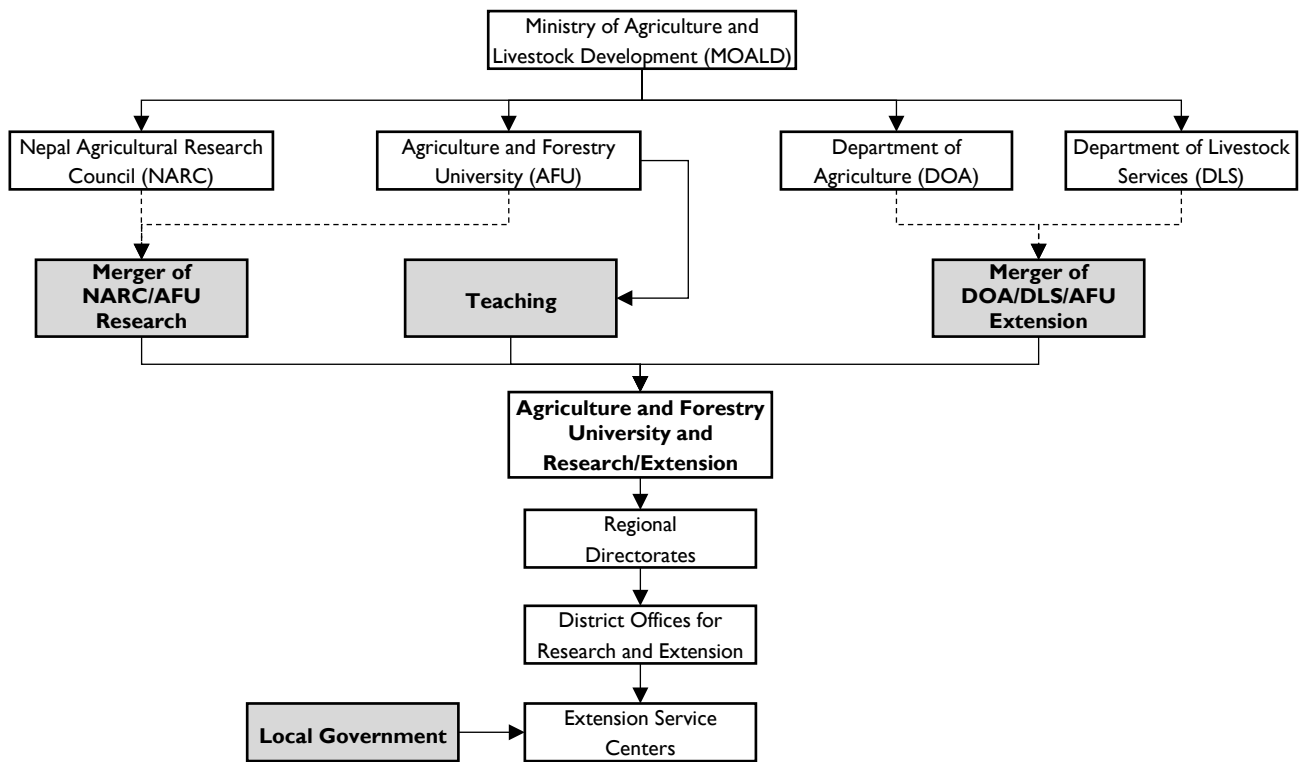 Ministry of Agriculture and
Livestock Development (MOALD)
Nepal Agricultural Research
Council (NARC)
Agriculture and Forestry
University (AFU)
Department of
Agriculture (DOA)
Department of Livestock
Services (DLS)
Merger of
NARC/AFU
Research
Teaching
Merger of
DOA/DLS/AFU
Extension
Agriculture and Forestry
University and
Research/Extension
Regional
Directorates
District Offices for
Research and Extension
Local Government
Extension Service
Centers